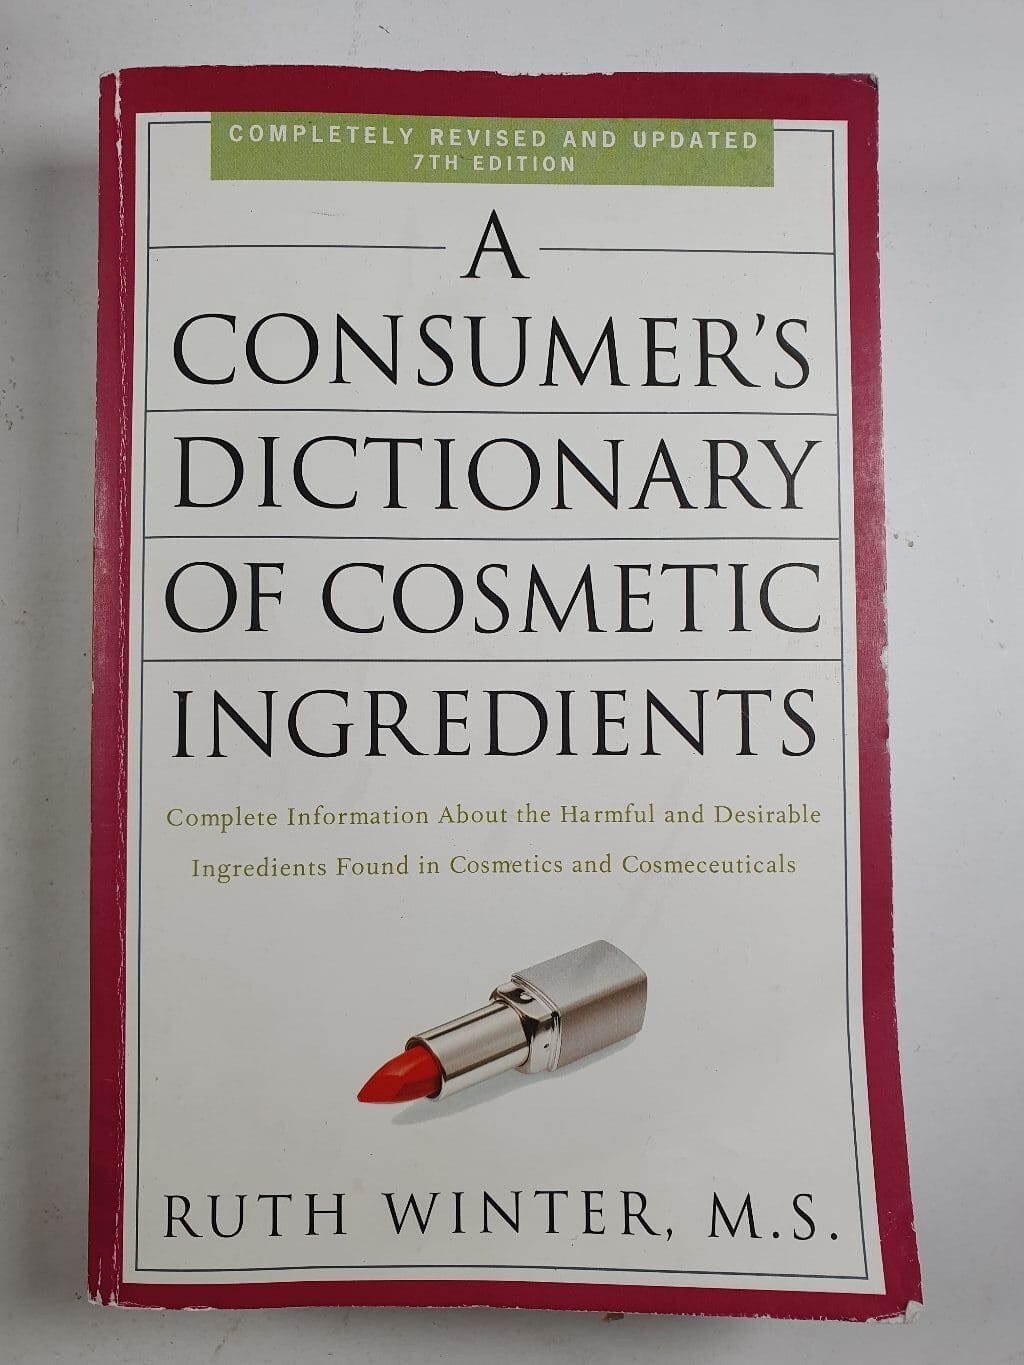 COMPLETELY REVISED AND UPDATED
7TH EDITION
A
CONSUMER'S
DICTIONARY
OF COSMETIC
INGREDIENTS
Complete Information About the Harmful and Desirable
Ingredients Found in Cosmetics and Cosmeceuticals
RUTH WINTER, M.S.